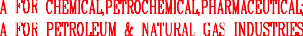 A FOR CHEMICAL,PETROCHEMICAL,PHARMACEUTICAL;
A FOR PETROLEUM & NATURAL GAS INDUSTRIES